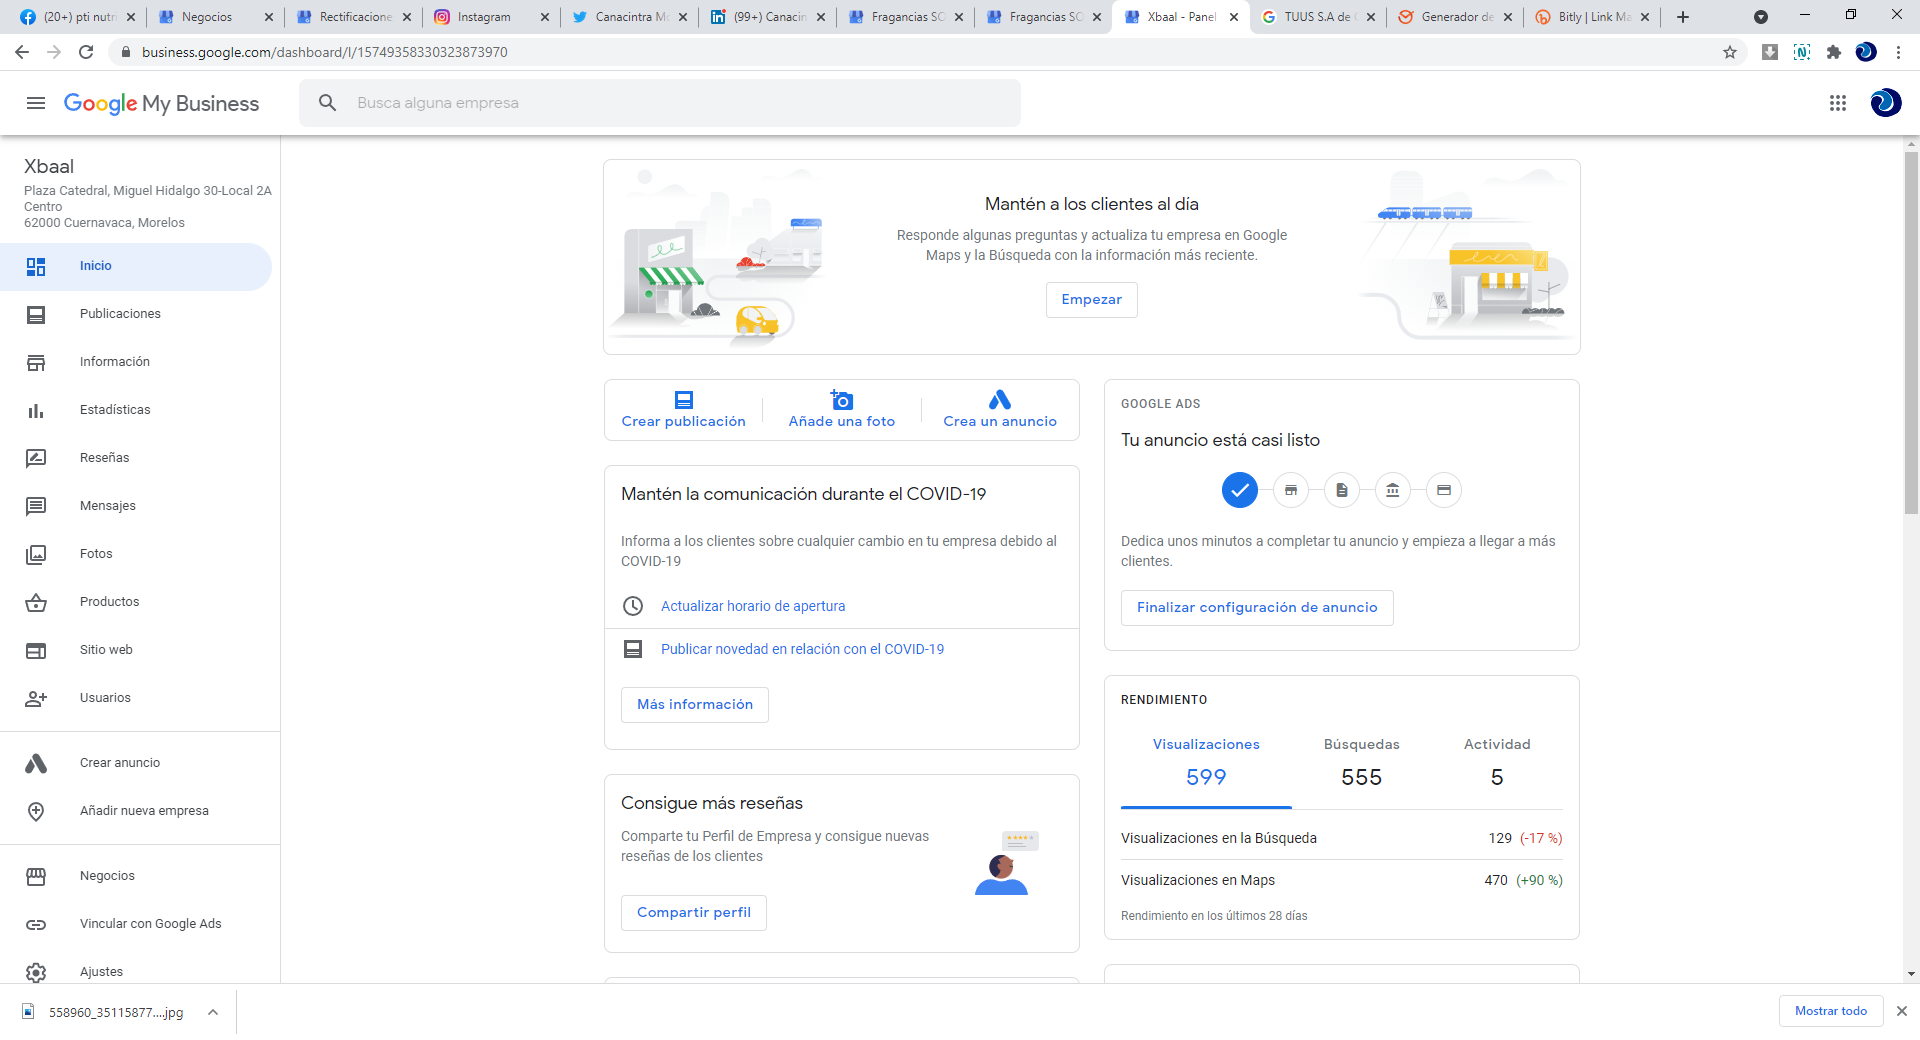 (20+) pti nutri
Negocios
Rectificacione
Instagram
Canacintra Mo
(99+) Canacin
Fragancias SO
Fragancias SO
Xbaal - Panel
TUUS S.A de C
Generador de
Bitly | Link Ma
business.google.com/dashboard/l/15749358330323873970
Google My Business
Busca alguna empresa
Xbaal
Plaza Catedral, Miguel Hidalgo 30-Local 2A
Centro
62000 Cuernavaca, Morelos
Inicio
Publicaciones
Información
Estadísticas
Reseñas
Mensajes
Fotos
Productos
Sitio web
Usuarios
Crear anuncio
Añadir nueva empresa
Negocios
Vincular con Google Ads
Ajustes
Mantén a los clientes al día
Responde algunas preguntas y actualiza tu empresa en Google
Maps y la Búsqueda con la información más reciente.
Empezar
Crear publicación
Añade una foto
Crea un anuncio
Mantén la comunicación durante el COVID-19
Informa a los clientes sobre cualquier cambio en tu empresa debido al
COVID-19
Actualizar horario de apertura
Publicar novedad en relación con el COVID-19
Más información
Consigue más reseñas
Comparte tu Perfil de Empresa y consigue nuevas
reseñas de los clientes
Compartir perfil
GOOGLE ADS
Tu anuncio está casi listo
Dedica unos minutos a completar tu anuncio y empieza a llegar a más
clientes.
Finalizar configuración de anuncio
RENDIMIENTO
Visualizaciones Búsquedas Actividad
599 555 5
Visualizaciones en la Búsqueda 129 (-17 %)
Visualizaciones en Maps 470 (+90 %)
Rendimiento en los últimos 28 días
558960_35115877....jpg
Mostrar todo